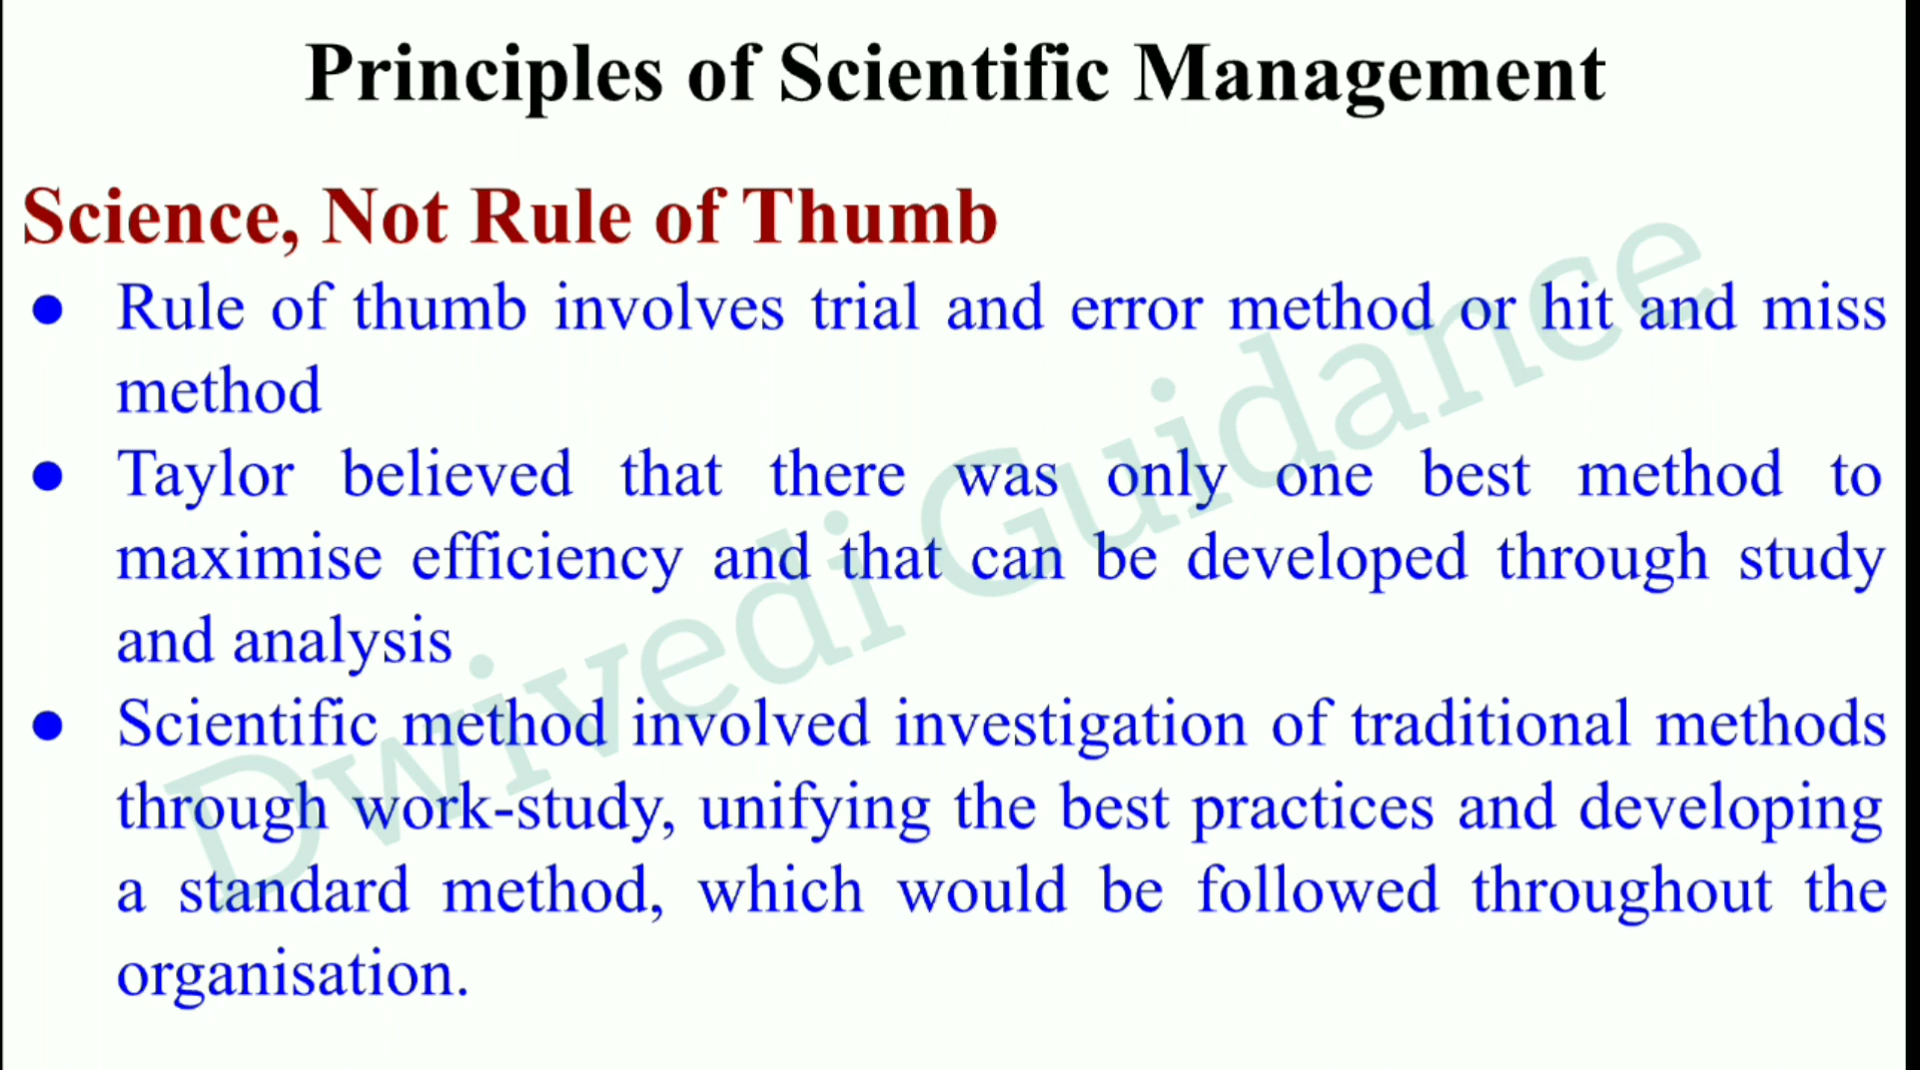 Principles of Scientific Management
Science, Not Rule of Thumb
● Rule of thumb involves trial and error method or hit and miss
method
● Taylor believed that there was only one best method to
maximise efficiency and that can be developed through study
and analysis
● Scientific method involved investigation of traditional methods
through work-study, unifying the best practices and developing
a standard method, which would be followed throughout the
organisation.
Dwivedi Guidance